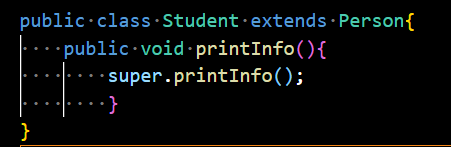 public class Student extends Person{
    public void printInfo(){
        super.printInfo();
        }
}